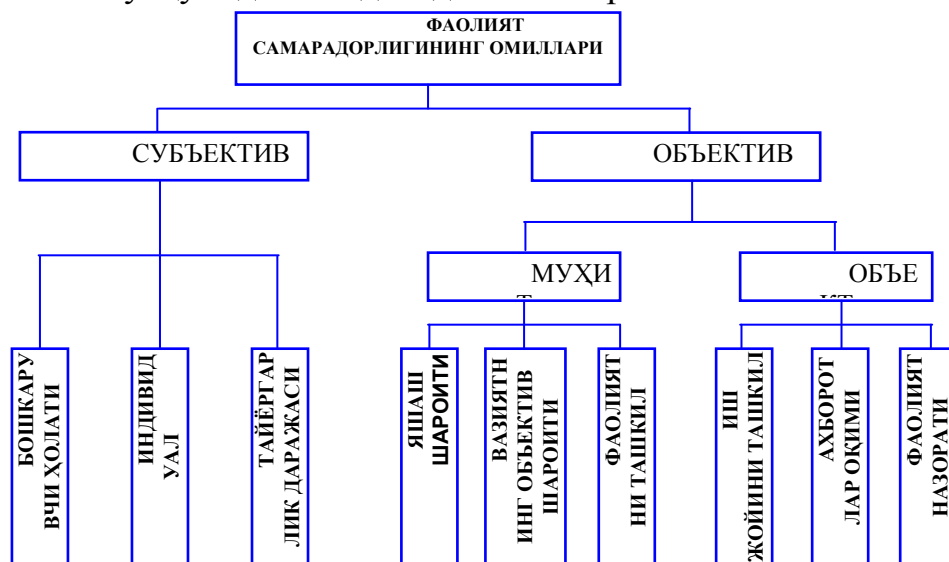 ФАОЛИЯТ
САМАРАДОРЛИГИНИНГ ОМИЛЛАРИ
СУБЪЕКТИВ
ОБЪЕКТИВ
МУҲИ
ОБЪЕ
БОШКАРУ
ВЧИ ҲОЛАТИ
ИНДИВИД
УАЛ
ТАЙЁРГАР
ЛИК ДАРАЖАСИ
ЯШАШ
ШАРОИТИ
ВАЗИЯТН
ИНГ ОБЪЕКТИВ
ШАРОИТИ
ФАОЛИЯТ
НИ ТАШКИЛ
ИШ
ЖОЙИНИ ТАШКИЛ
АХБОРОТ
ЛАР ОҚИМИ
ФАОЛИЯТ
НАЗОРАТИ